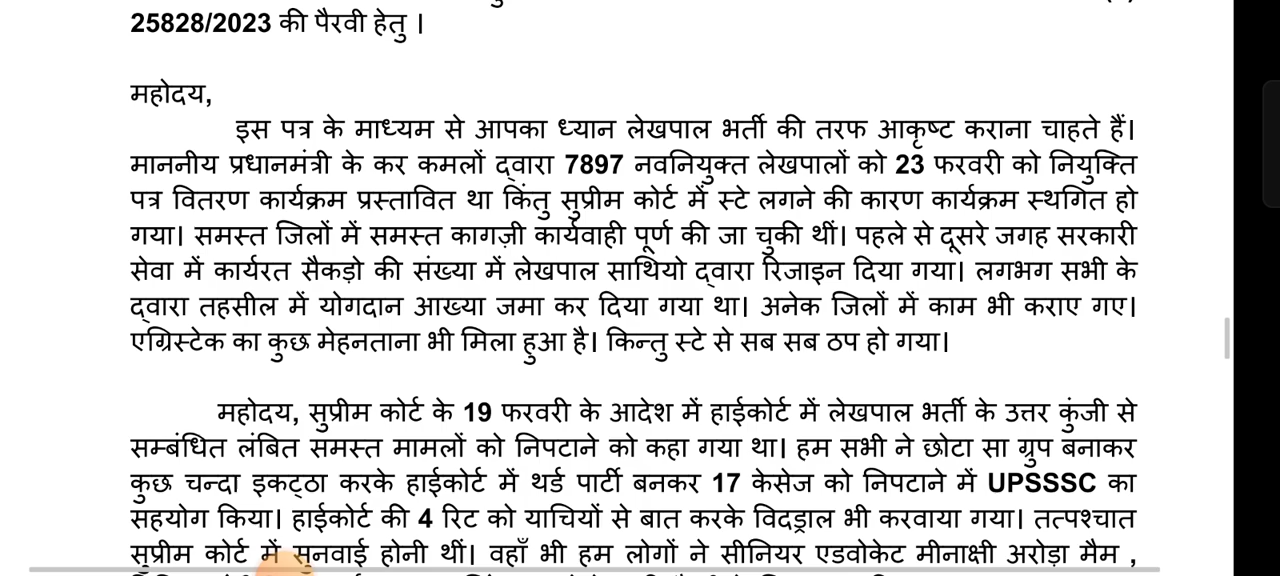 25828/2023 की पैरवी हेतु ।
महोदय,
इस पत्र के माध्यम से आपका ध्यान लेखपाल भर्ती की तरफ आकृष्ट कराना चाहते हैं।
माननीय प्रधानमंत्री के कर कमलों द्वारा 7897 नवनियुक्त लेखपालों को 23 फरवरी को नियुक्ति
पत्र वितरण कार्यक्रम प्रस्तावित था किंतु सुप्रीम कोर्ट में स्टे लगने की कारण कार्यक्रम स्थगित हो
गया। समस्त जिलों में समस्त कागज़ी कार्यवाही पूर्ण की जा चुकी थीं। पहले से दूसरे जगह सरकारी
सेवा में कार्यरत सैकड़ो की संख्या में लेखपाल साथियो द्वारा रिजाइन दिया गया। लगभग सभी के
द्वारा तहसील में योगदान आख्या जमा कर दिया गया था। अनेक जिलों में काम भी कराए गए।
एग्रिस्टेक का कुछ मेहनताना भी मिला हुआ है। किन्तु स्टे से सब सब ठप हो गया।
महोदय, सुप्रीम कोर्ट के 19 फरवरी के आदेश में हाईकोर्ट में लेखपाल भर्ती के उत्तर कुंजी से
सम्बंधित लंबित समस्त मामलों को निपटाने को कहा गया था। हम सभी ने छोटा सा ग्रुप बनाकर
कुछ चन्दा इकट्ठा करके हाईकोर्ट में थर्ड पार्टी बनकर 17 केसेज को निपटाने में UPSSSC का
सहयोग किया। हाईकोर्ट की 4 रिट को याचियों से बात करके विदड्राल भी करवाया गया। तत्पश्चात
सुप्रीम कोर्ट में सुनवाई होनी थीं। वहाँ भी हम लोगों ने सीनियर एडवोकेट मीनाक्षी अरोड़ा मैम ,